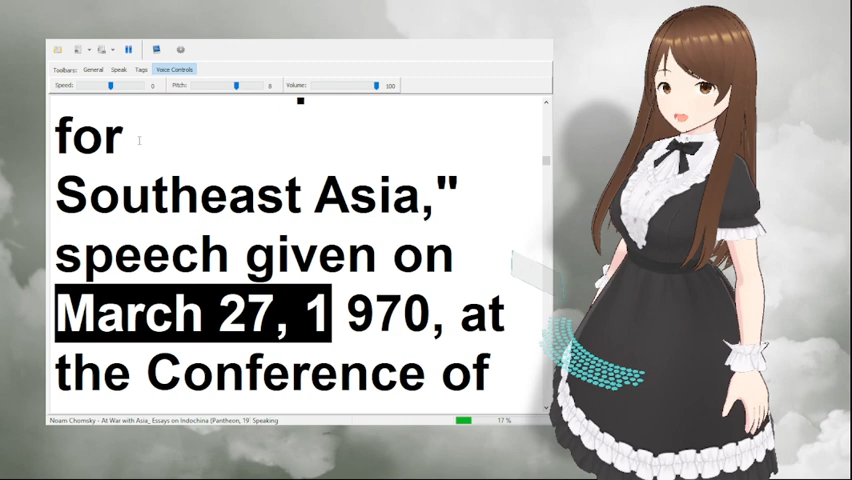 Toolbars: General Speak Tags Voice Controls
Speed: 0 Pitch: 8 Volume: 100
for
Southeast Asia,"
speech given on
March 27, 1 970, at
the Conference of
Noam Chomsky - At War with Asia_ Essays on Indochina (Pantheon, 19' Speaking 17 %